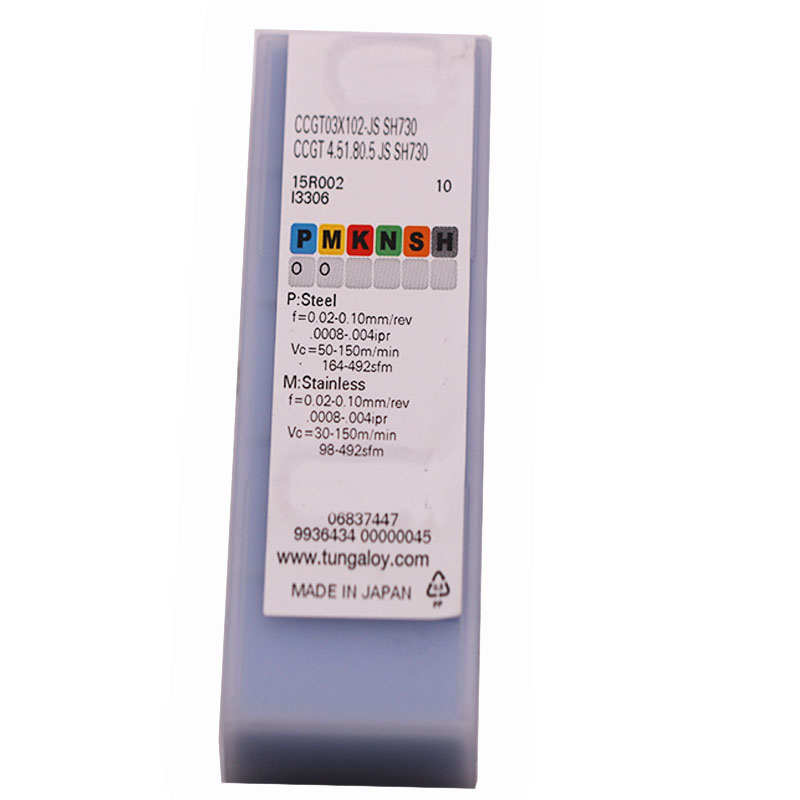 CCGT03X102-JS SH730
CCGT 4.51.80.5 JS SH730
15R002 10
I3306
P M K N S H
O O
P:Steel
f=0.02-0.10mm/rev
.0008-.004ipr
Vc=50-150m/min
164-492sfm
M:Stainless
f=0.02-0.10mm/rev
.0008-.004ipr
Vc=30-150m/min
98-492sfm
06837447
9936434 00000045
www.tungaloy.com
MADE IN JAPAN
PP